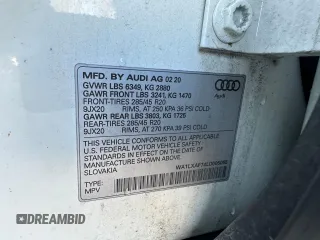 MFD. BY AUDI AG 02 20
GVWR LBS 6349, KG 2880
GAWR FRONT LBS 3241, KG 1470
FRONT-TIRES 285/45 R20
9JX20 RIMS, AT 250 KPA 36 PSI COLD
GAWR REAR LBS 3803, KG 1725
REAR-TIRES 285/45 R20
9JX20 RIMS, AT 270 KPA 39 PSI COLD
THIS VEHICLE CONFORMS TO ALL APPLICABLE
U.S. FEDERAL MOTOR VEHICLE SAFETY STANDARDS
IN EFFECT ON THE DATE OF MANUFACTURE SHOWN ABOVE
SLOVAKIA
TYPE:
MPV
Audi
DEALERSHIP